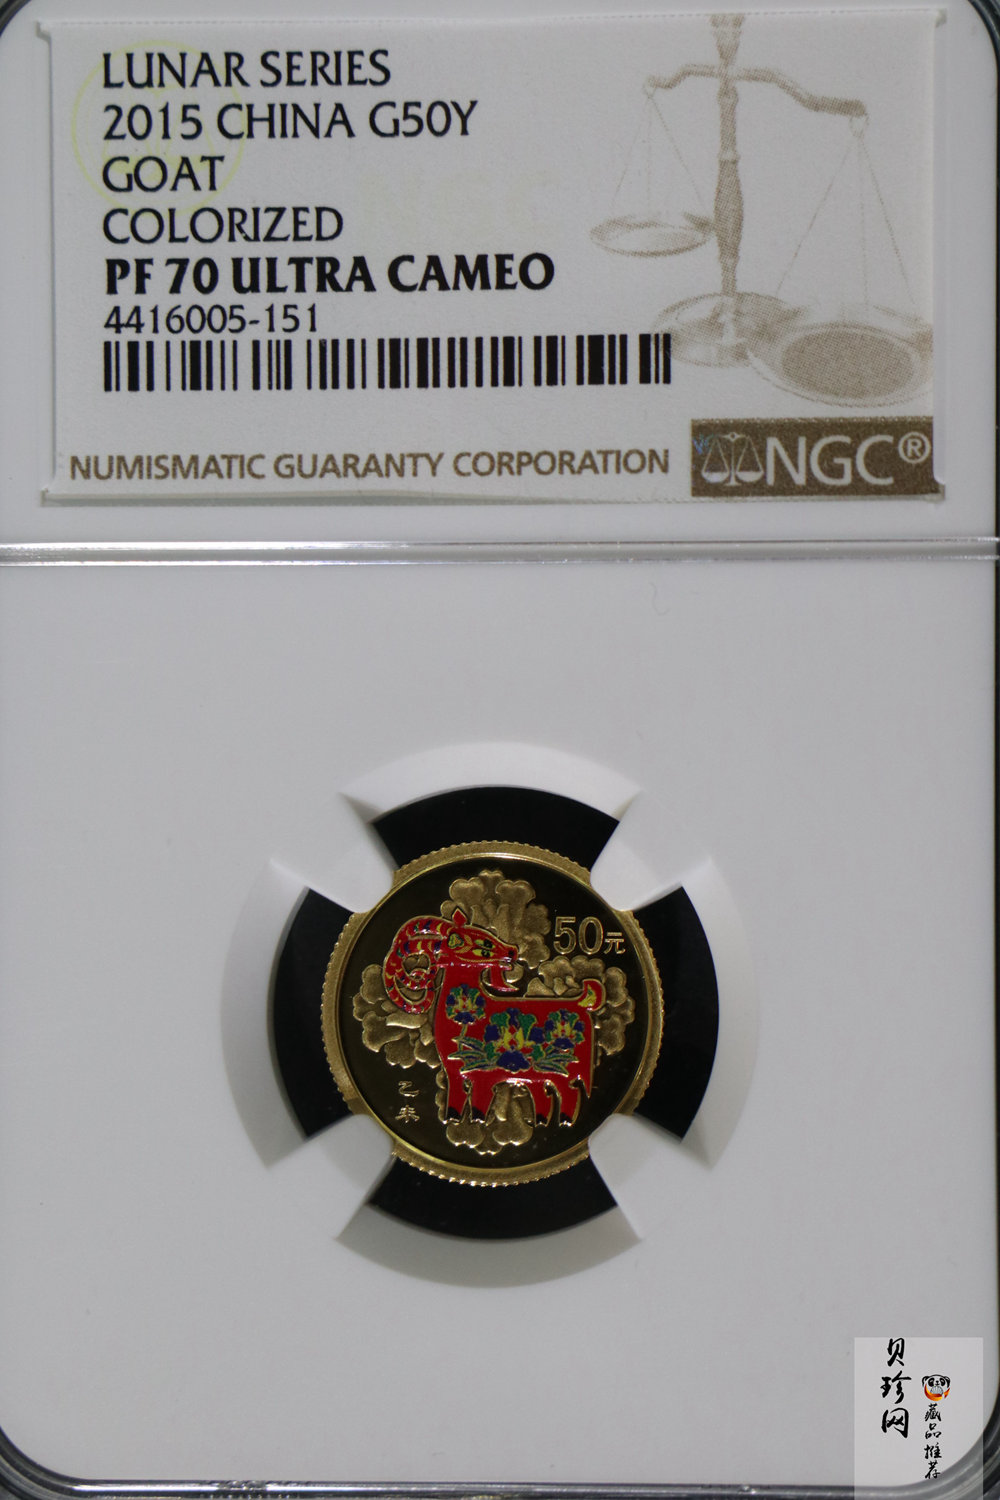 LUNAR SERIES
2015 CHINA G50Y
GOAT
COLORIZED
PF 70 ULTRA CAMEO
4416005-151
NUMISMATIC GUARANTY CORPORATION
NGC®
50元
乙未
贝珍网
藏品推荐